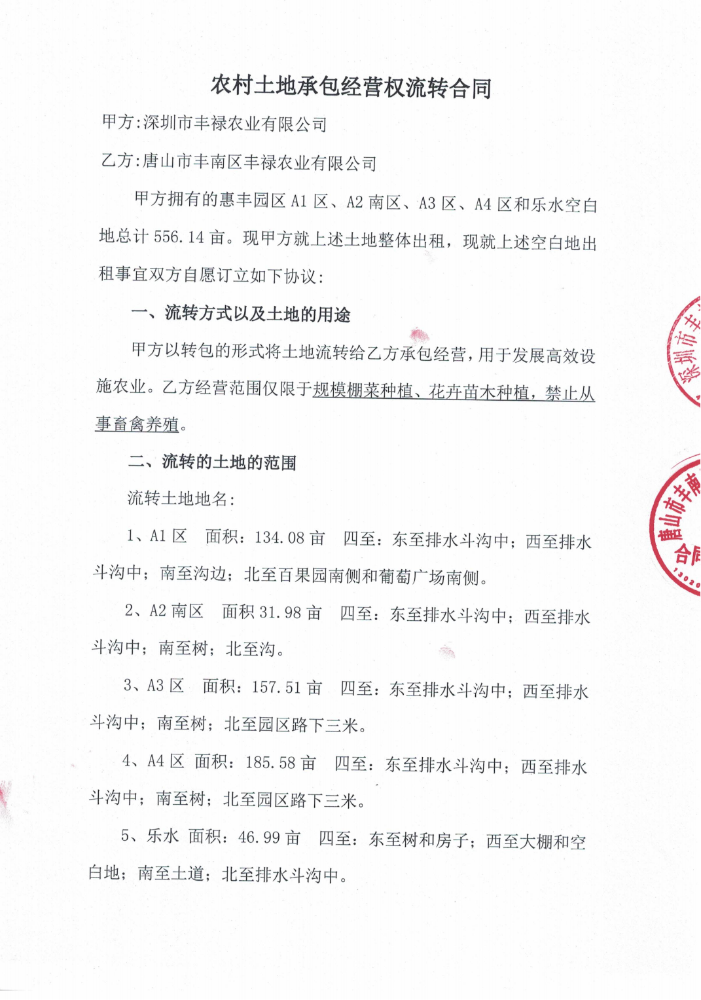 农村土地承包经营权流转合同
甲方:深圳市丰禄农业有限公司
乙方:唐山市丰南区丰禄农业有限公司
甲方拥有的惠丰园区 A1 区、A2 南区、A3 区、A4 区和乐水空白
地总计 556.14 亩。现甲方就上述土地整体出租，现就上述空白地出
租事宜双方自愿订立如下协议：
一、流转方式以及土地的用途
甲方以转包的形式将土地流转给乙方承包经营，用于发展高效设
施农业。乙方经营范围仅限于规模棚菜种植、花卉苗木种植，禁止从
事畜禽养殖。
二、流转的土地的范围
流转土地地名：
1、A1 区 面积：134.08 亩 四至：东至排水斗沟中；西至排水
斗沟中；南至沟边；北至百果园南侧和葡萄广场南侧。
2、A2 南区 面积 31.98 亩 四至：东至排水斗沟中；西至排水
斗沟中；南至树；北至沟。
3、A3 区 面积：157.51 亩 四至：东至排水斗沟中；西至排水
斗沟中；南至树；北至园区路下三米。
4、A4 区 面积：185.58 亩 四至：东至排水斗沟中；西至排水
斗沟中；南至树；北至园区路下三米。
5、乐水 面积：46.99 亩 四至：东至树和房子；西至大棚和空
白地；南至土道；北至排水斗沟中。
深圳市丰
唐山市丰南
合同
13020